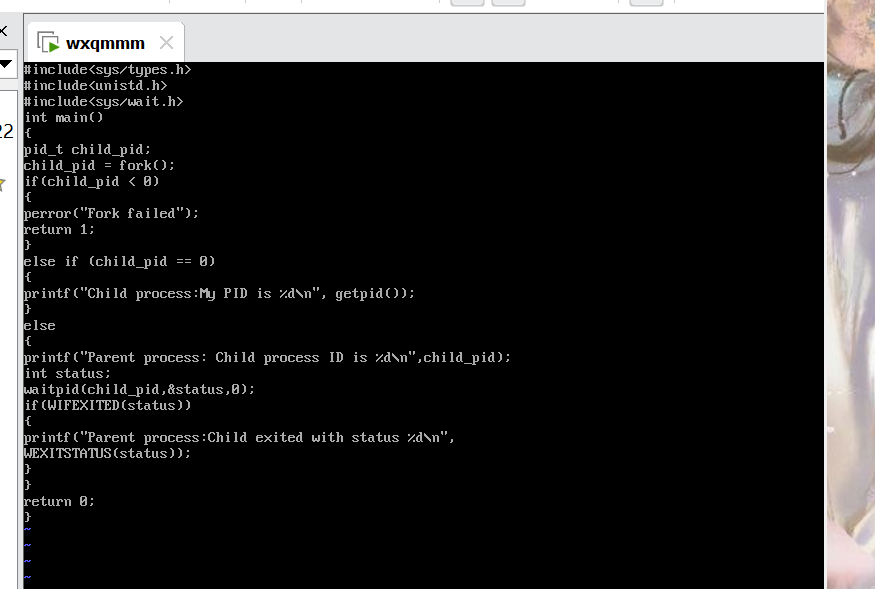 wxqmmm
22
#include<sys/types.h>
#include<unistd.h>
#include<sys/wait.h>
int main()
{
pid_t child_pid;
child_pid = fork();
if(child_pid < 0)
{
perror("Fork failed");
return 1;
}
else if (child_pid == 0)
{
printf("Child process:My PID is %d\n", getpid());
}
else
{
printf("Parent process: Child process ID is %d\n",child_pid);
int status;
waitpid(child_pid,&status,0);
if(WIFEXITED(status))
{
printf("Parent process:Child exited with status %d\n",
WEXITSTATUS(status));
}
}
return 0;
}
~
~
~
~